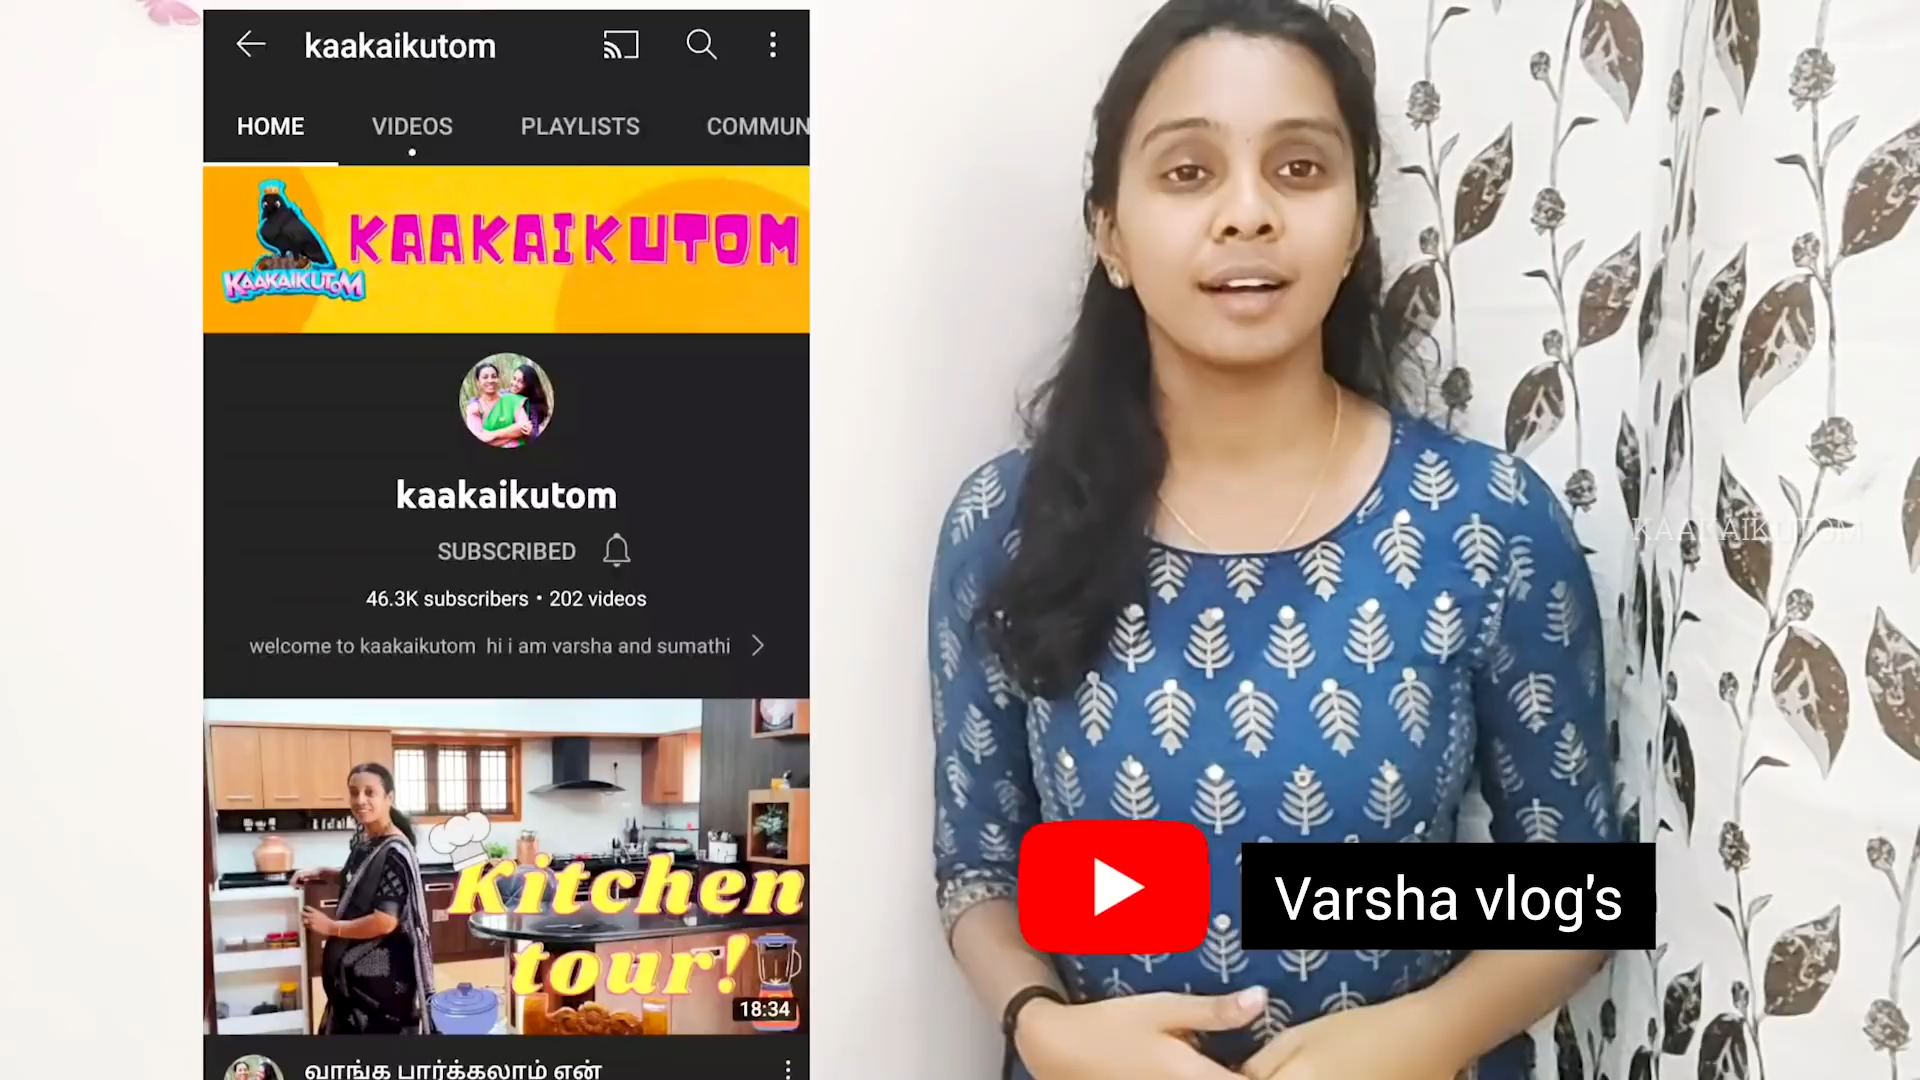 kaakaikutom
HOME VIDEOS PLAYLISTS COMMUN
KAAKAIKUTOM
KAAKAIKUTOM
kaakaikutom
SUBSCRIBED
46.3K subscribers • 202 videos
welcome to kaakaikutom hi i am varsha and sumathi
Kitchen
tour!
18:34
வாங்க பார்க்கலாம் என்
KAAKAIKUTOM
Varsha vlog's